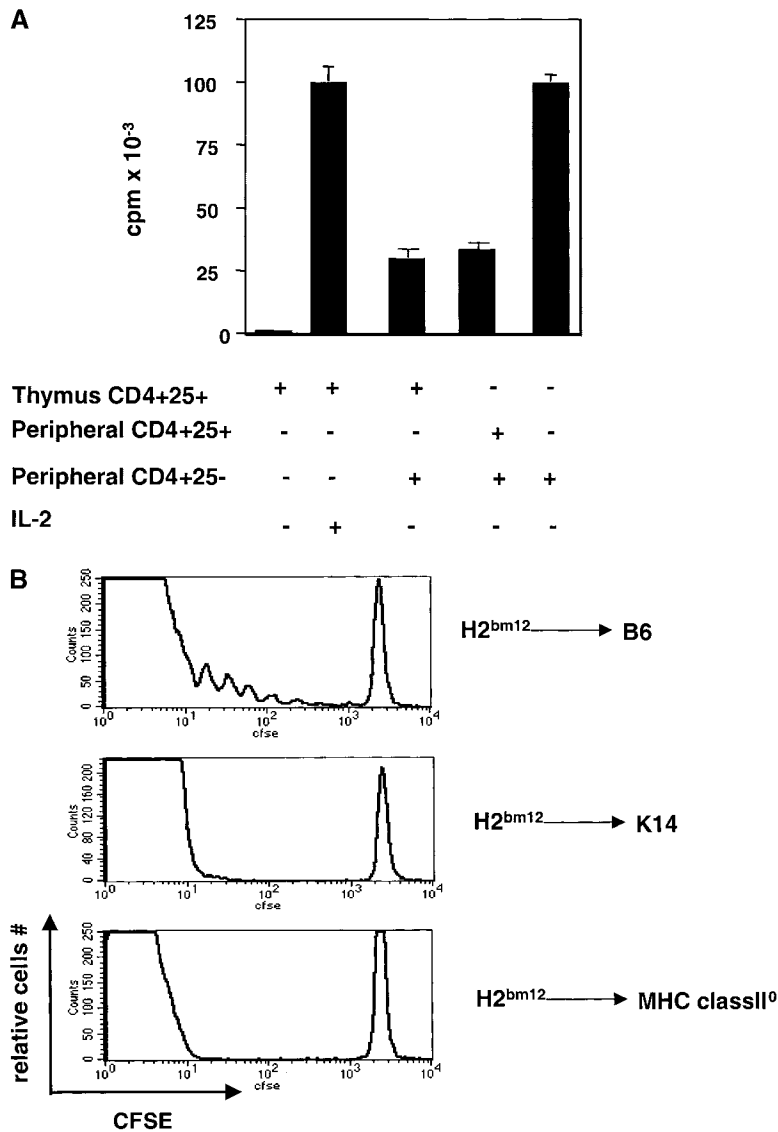 A
125
100
75
50
25
0
cpm x 10-3
Thymus CD4+25+ + + + - -
Peripheral CD4+25+ - - - + -
Peripheral CD4+25- - - + + +
IL-2 - + - - -
B
250
200
150
100
50
0
Counts
10⁰ 10¹ 10² 10³ 10⁴
cfse
H2bm12 B6
200
160
120
80
40
0
Counts
10⁰ 10¹ 10² 10³ 10⁴
cfse
H2bm12 K14
250
200
150
100
50
0
Counts
10⁰ 10¹ 10² 10³ 10⁴
cfse
H2bm12 MHC classII⁰
relative cells #
CFSE